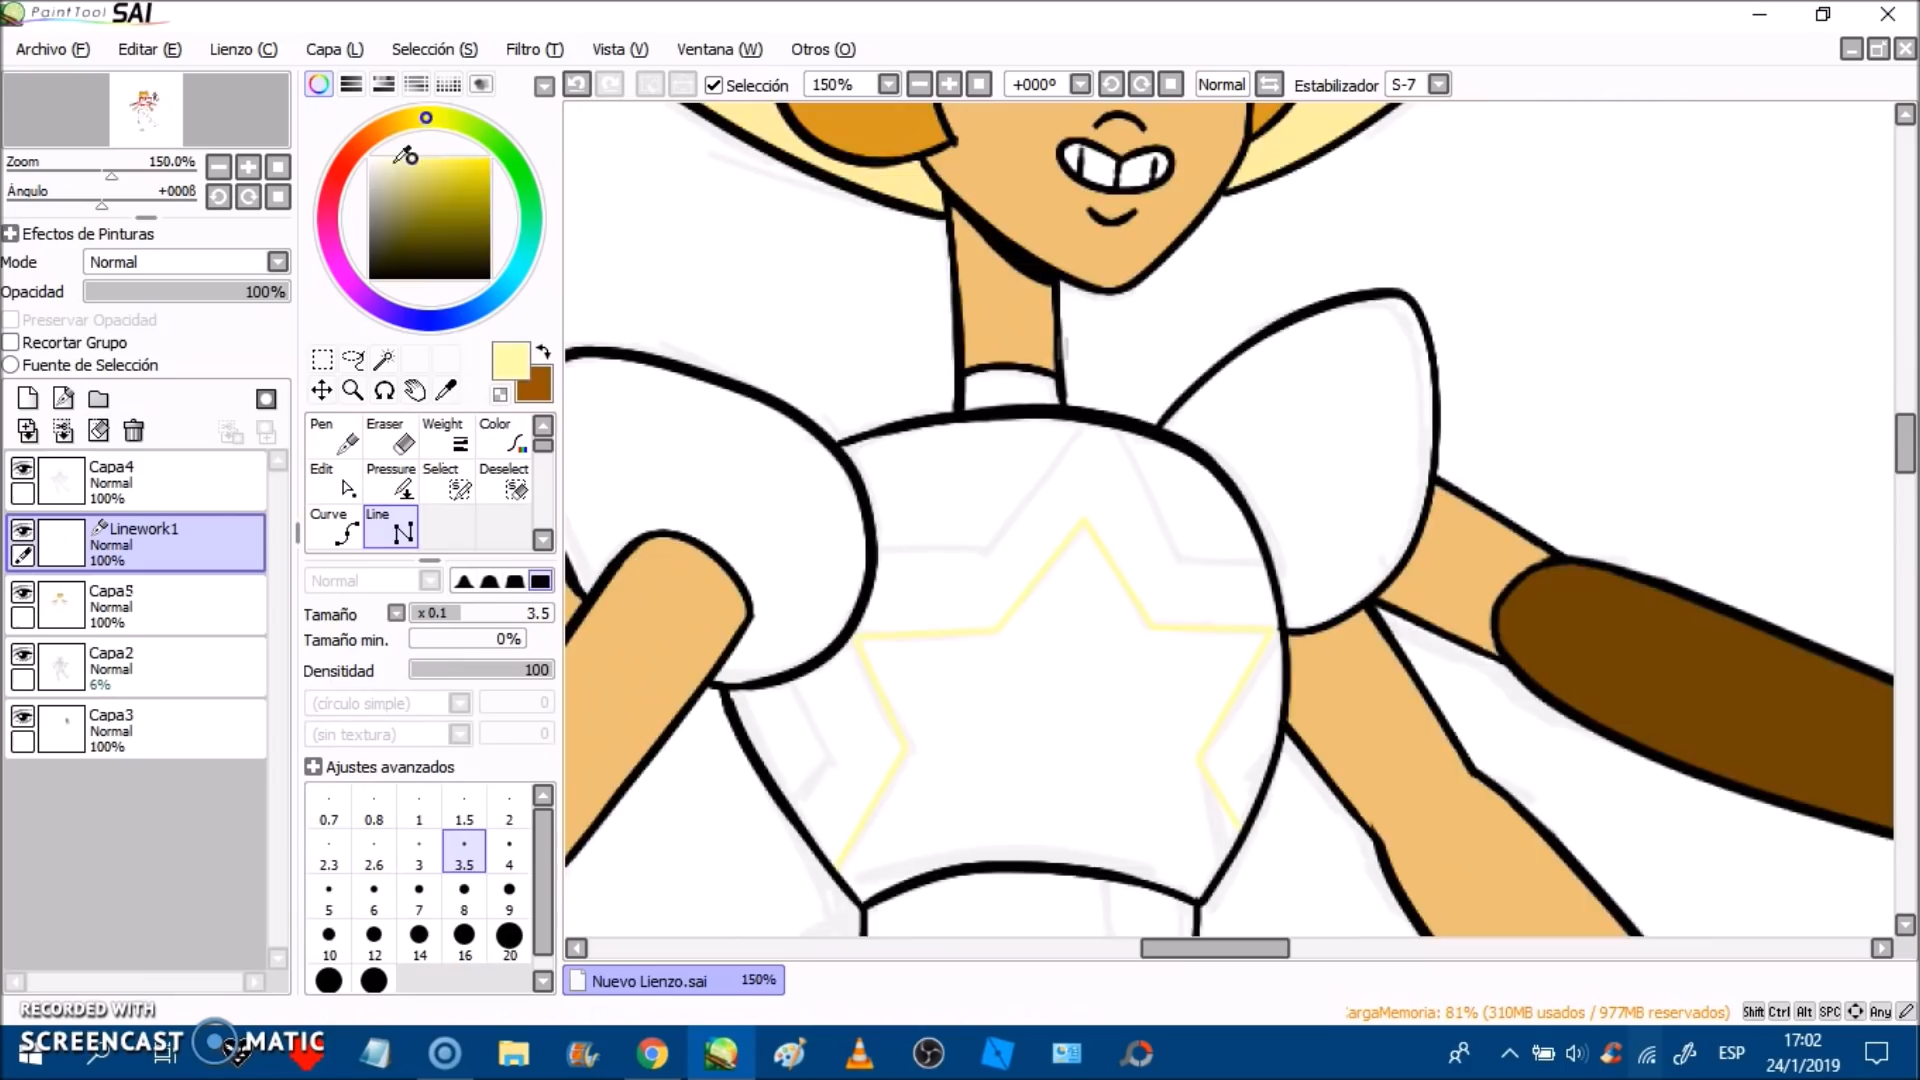 PaintTool SAI
Archivo (F) Editar (E) Lienzo (C) Capa (L) Selección (S) Filtro (T) Vista (V) Ventana (W) Otros (O)
Selección 150% +000º Normal Estabilizador S-7
Zoom 150.0%
Ángulo +000ß
Efectos de Pinturas
Mode Normal
Opacidad 100%
Preservar Opacidad
Recortar Grupo
Fuente de Selección
Capa4
Normal
100%
Linework1
Normal
100%
Capa5
Normal
100%
Capa2
Normal
6%
Capa3
Normal
100%
Pen Eraser Weight Color
Edit Pressure Select Deselect
Curve Line
Normal
Tamaño x 0.1 3.5
Tamaño min. 0%
Densitidad 100
(círculo simple) 0
(sin textura) 0
Ajustes avanzados
0.7 0.8 1 1.5 2
2.3 2.6 3 3.5 4
5 6 7 8 9
10 12 14 16 20
Nuevo Lienzo.sai 150%
argaMemoria: 81% (310MB usados / 977MB reservados) Shift Ctrl Alt SPC Any
RECORDED WITH
SCREENCAST MATIC
ESP
17:02
24/1/2019